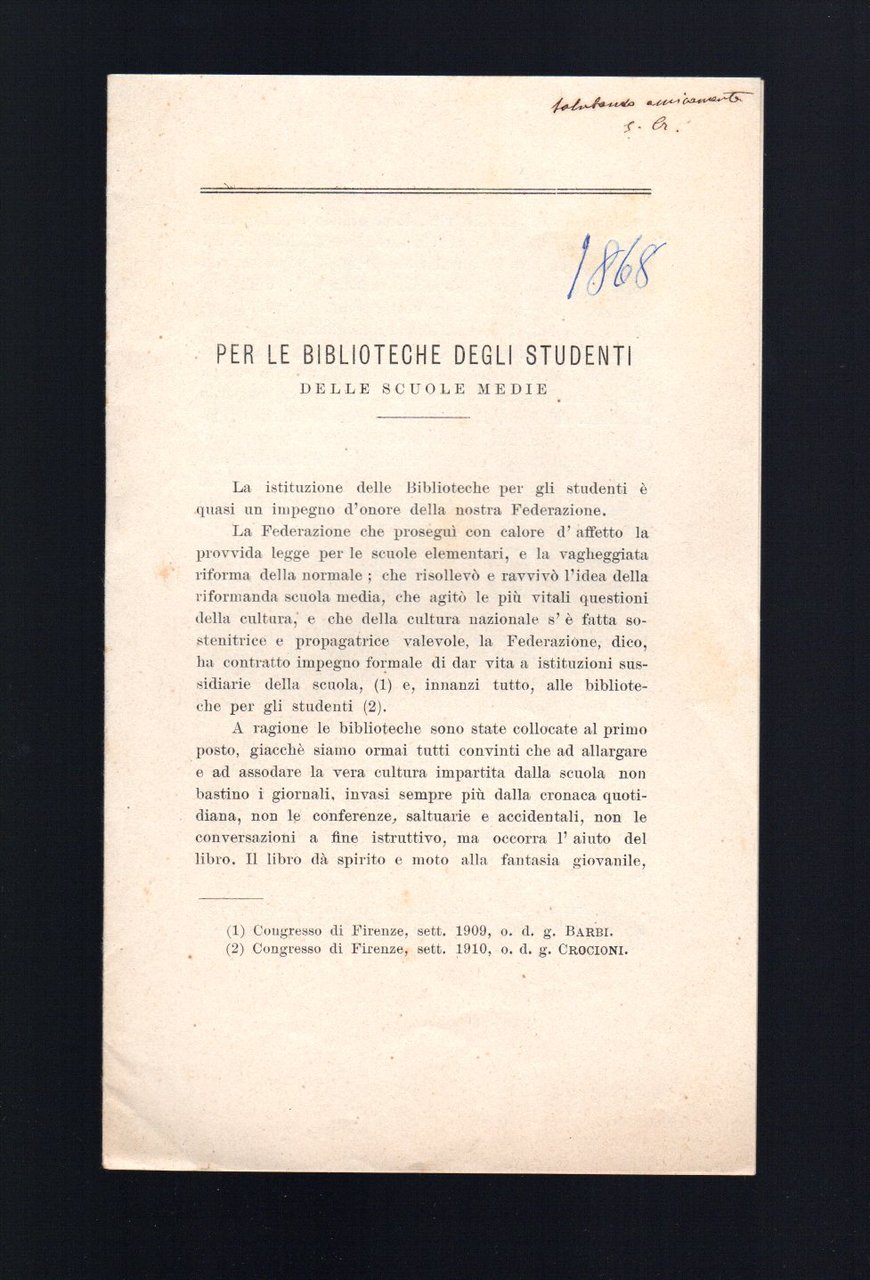 salutando amicamente
G. Cr.
1868
PER LE BIBLIOTECHE DEGLI STUDENTI
DELLE SCUOLE MEDIE
La istituzione delle Biblioteche per gli studenti è
quasi un impegno d'onore della nostra Federazione.
La Federazione che proseguì con calore d' affetto la
provvida legge per le scuole elementari, e la vagheggiata
riforma della normale ; che risollevò e ravvivò l'idea della
riformanda scuola media, che agitò le più vitali questioni
della cultura, e che della cultura nazionale s' è fatta so-
stenitrice e propagatrice valevole, la Federazione, dico,
ha contratto impegno formale di dar vita a istituzioni sus-
sidiarie della scuola, (1) e, innanzi tutto, alle bibliote-
che per gli studenti (2).
A ragione le biblioteche sono state collocate al primo
posto, giacchè siamo ormai tutti convinti che ad allargare
e ad assodare la vera cultura impartita dalla scuola non
bastino i giornali, invasi sempre più dalla cronaca quoti-
diana, non le conferenze, saltuarie e accidentali, non le
conversazioni a fine istruttivo, ma occorra l' aiuto del
libro. Il libro dà spirito e moto alla fantasia giovanile,
(1) Congresso di Firenze, sett. 1909, o. d. g. BARBI.
(2) Congresso di Firenze, sett. 1910, o. d. g. CROCIONI.